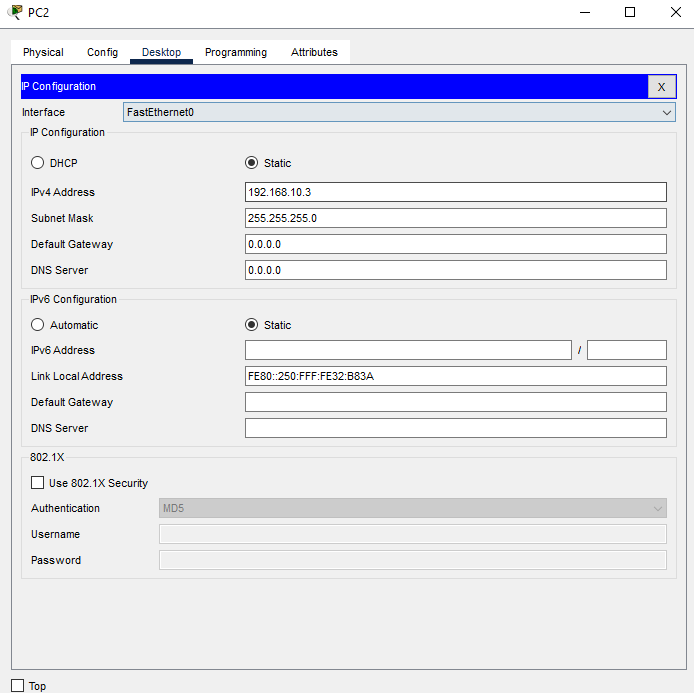 PC2
Physical Config Desktop Programming Attributes
IP Configuration X
Interface FastEthernet0
IP Configuration
DHCP Static
IPv4 Address 192.168.10.3
Subnet Mask 255.255.255.0
Default Gateway 0.0.0.0
DNS Server 0.0.0.0
IPv6 Configuration
Automatic Static
IPv6 Address /
Link Local Address FE80::250:FFF:FE32:B83A
Default Gateway
DNS Server
802.1X
Use 802.1X Security
Authentication MD5
Username
Password
Top